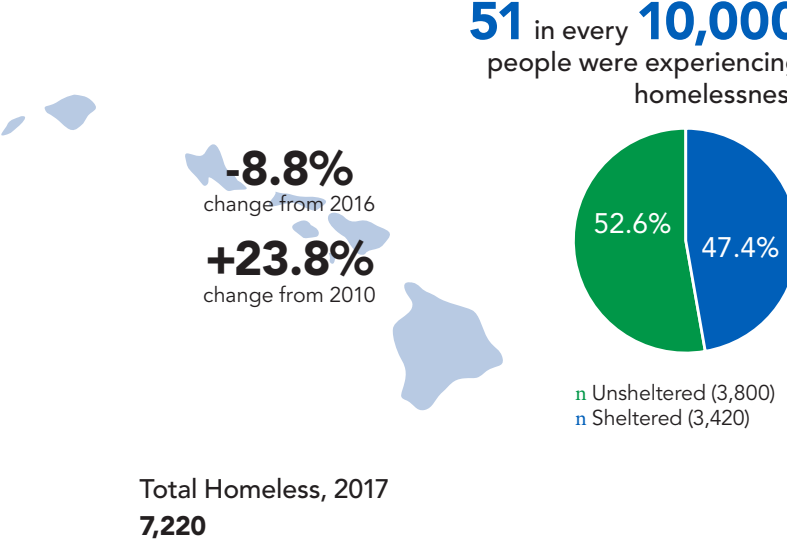 51 in every 10,000
people were experiencing
homelessnes
-8.8%
change from 2016
+23.8%
change from 2010
52.6%
47.4%
n Unsheltered (3,800)
n Sheltered (3,420)
Total Homeless, 2017
7,220